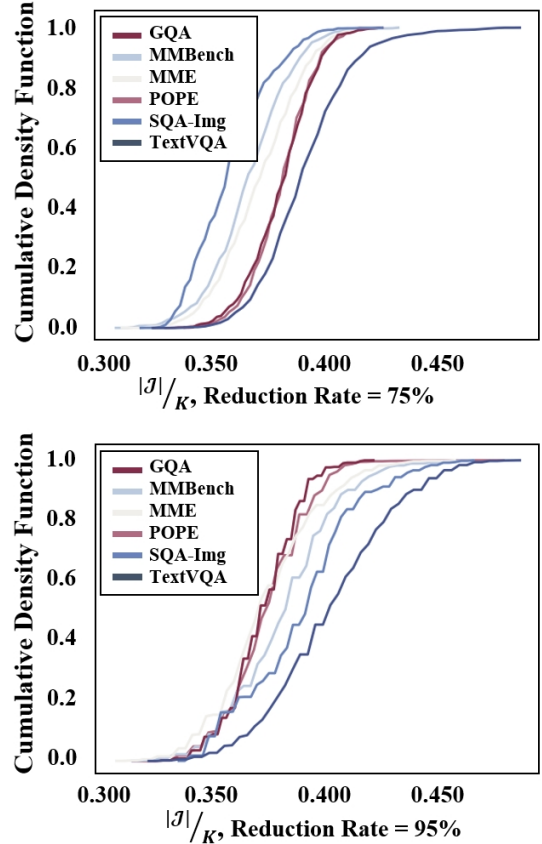 Cumulative Density Function
1.0
0.8
0.6
0.4
0.2
0.0
GQA
MMBench
MME
POPE
SQA-Img
TextVQA
0.300 0.350 0.400 0.450
|𝒥|/K, Reduction Rate = 75%
Cumulative Density Function
1.0
0.8
0.6
0.4
0.2
0.0
GQA
MMBench
MME
POPE
SQA-Img
TextVQA
0.300 0.350 0.400 0.450
|𝒥|/K, Reduction Rate = 95%